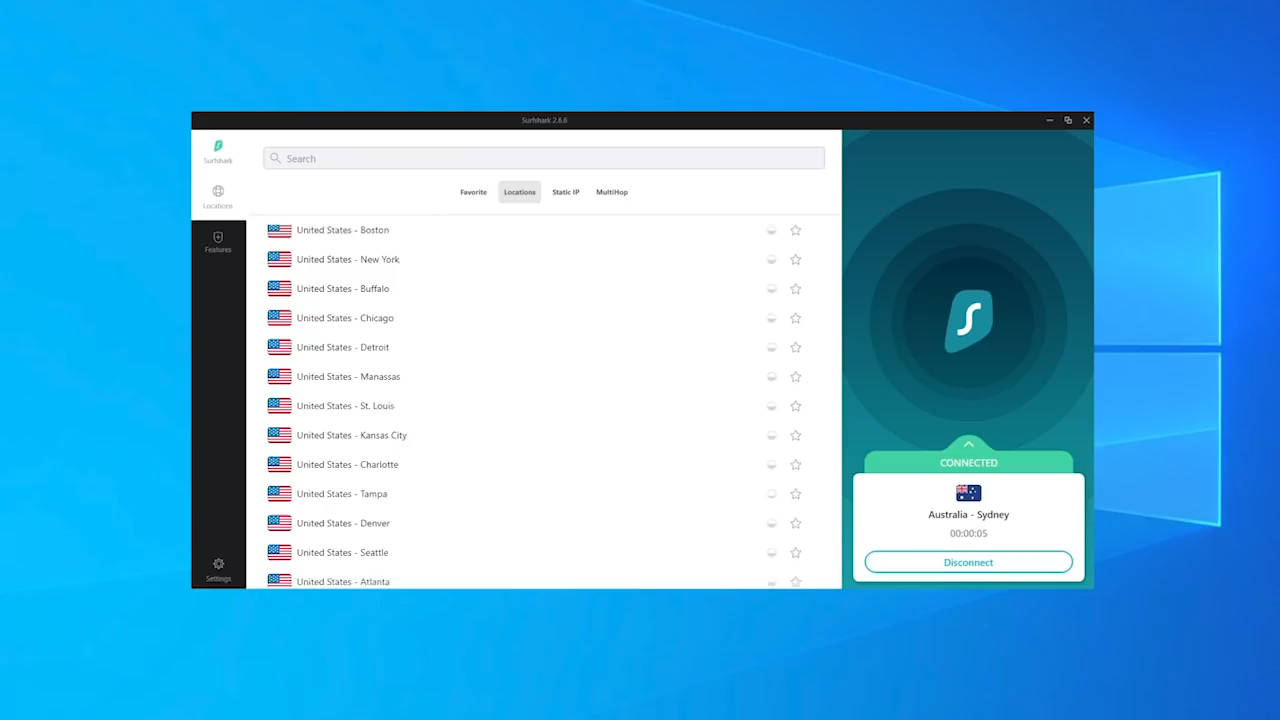 Surfshark 2.6.6
Surfshark
Locations
Features
Settings
Search
Favorite
Locations
Static IP
MultiHop
United States - Boston
United States - New York
United States - Buffalo
United States - Chicago
United States - Detroit
United States - Manassas
United States - St. Louis
United States - Kansas City
United States - Charlotte
United States - Tampa
United States - Denver
United States - Seattle
United States - Atlanta
CONNECTED
Australia - Sydney
00:00:05
Disconnect